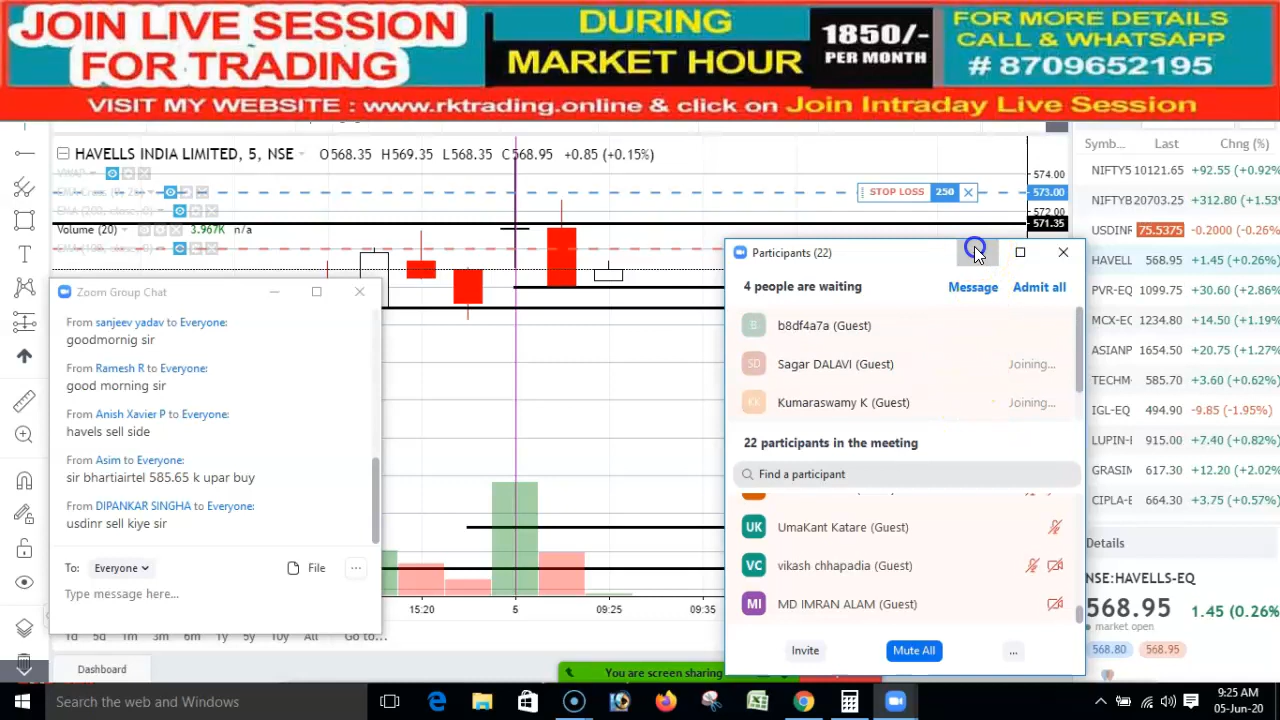 JOIN LIVE SESSION
FOR TRADING
DURING
MARKET HOUR
1850/-
PER MONTH
FOR MORE DETAILS
CALL & WHATSAPP
# 8709652195
VISIT MY WEBSITE : www.rktrading.online & click on Join Intraday Live Session
HAVELLS INDIA LIMITED, 5, NSE O568.35 H569.35 L568.35 C568.95 +0.85 (+0.15%)
VWAP
Volume (20) 3.967K n/a
STOP LOSS 250
574.00
573.00
572.00
571.35
Zoom Group Chat
From sanjeev yadav to Everyone:
goodmornig sir
From Ramesh R to Everyone:
good morning sir
From Anish Xavier P to Everyone:
havels sell side
From Asim to Everyone:
sir bhartiairtel 585.65 k upar buy
From DIPANKAR SINGHA to Everyone:
usdinr sell kiye sir
To: Everyone File ...
Type message here...
Participants (22)
4 people are waiting Message Admit all
B b8df4a7a (Guest)
SD Sagar DALAVI (Guest) Joining...
KK Kumaraswamy K (Guest) Joining...
22 participants in the meeting
Find a participant
UK UmaKant Katare (Guest)
VC vikash chhapadia (Guest)
MI MD IMRAN ALAM (Guest)
Invite Mute All ...
Symb... Last Chng (%)
NIFTY5 10121.65 +92.55 (+0.92%
NIFTYB 20703.25 +312.80 (+1.53%
USDINR 75.5375 -0.2000 (-0.26%
HAVELL 568.95 +1.45 (+0.26%)
PVR-EQ 1099.75 +30.60 (+2.86%
MCX-EC 1234.80 +14.50 (+1.19%
ASIANP 1654.50 +20.75 (+1.27%
TECHM- 585.70 +3.60 (+0.62%)
IGL-EQ 494.90 -9.85 (-1.95%)
LUPIN-I 915.00 +7.40 (+0.82%)
GRASIN 617.30 +12.20 (+2.02%
CIPLA-E 664.30 +3.75 (+0.57%)
Details
NSE:HAVELLS-EQ
568.95 1.45 (0.26%
market open
568.80 568.95
15:20 5 09:25 09:35
1d 5d 1m 3m 6m 1y 5y 10y All Go to...
Dashboard
You are screen sharing
Search the web and Windows
9:25 AM
05-Jun-20